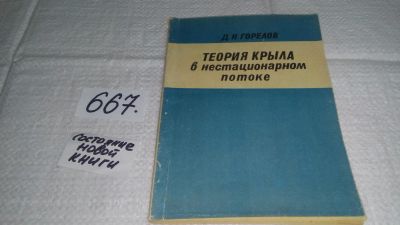 667.
состояние
новой
книги
Д. Н. ГОРЕЛОВ
ТЕОРИЯ КРЫЛА
в нестационарном
потоке